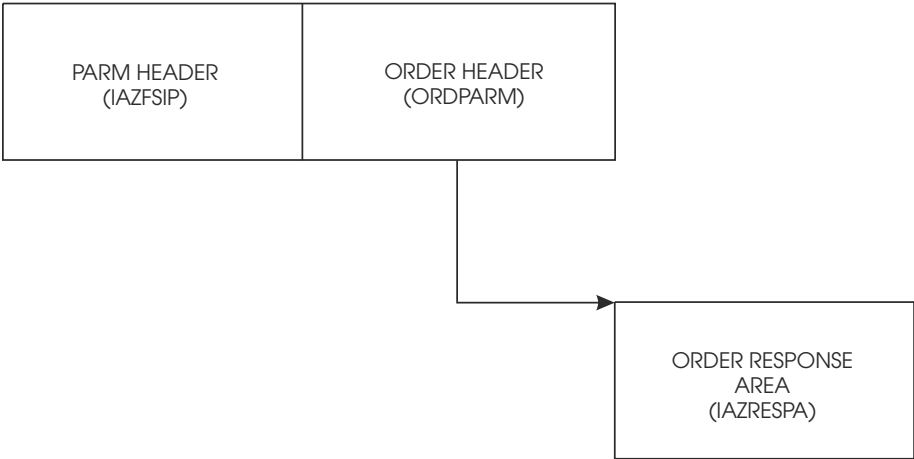 PARM HEADER
(IAZFSIP)
ORDER HEADER
(ORDPARM)
ORDER RESPONSE
AREA
(IAZRESPA)